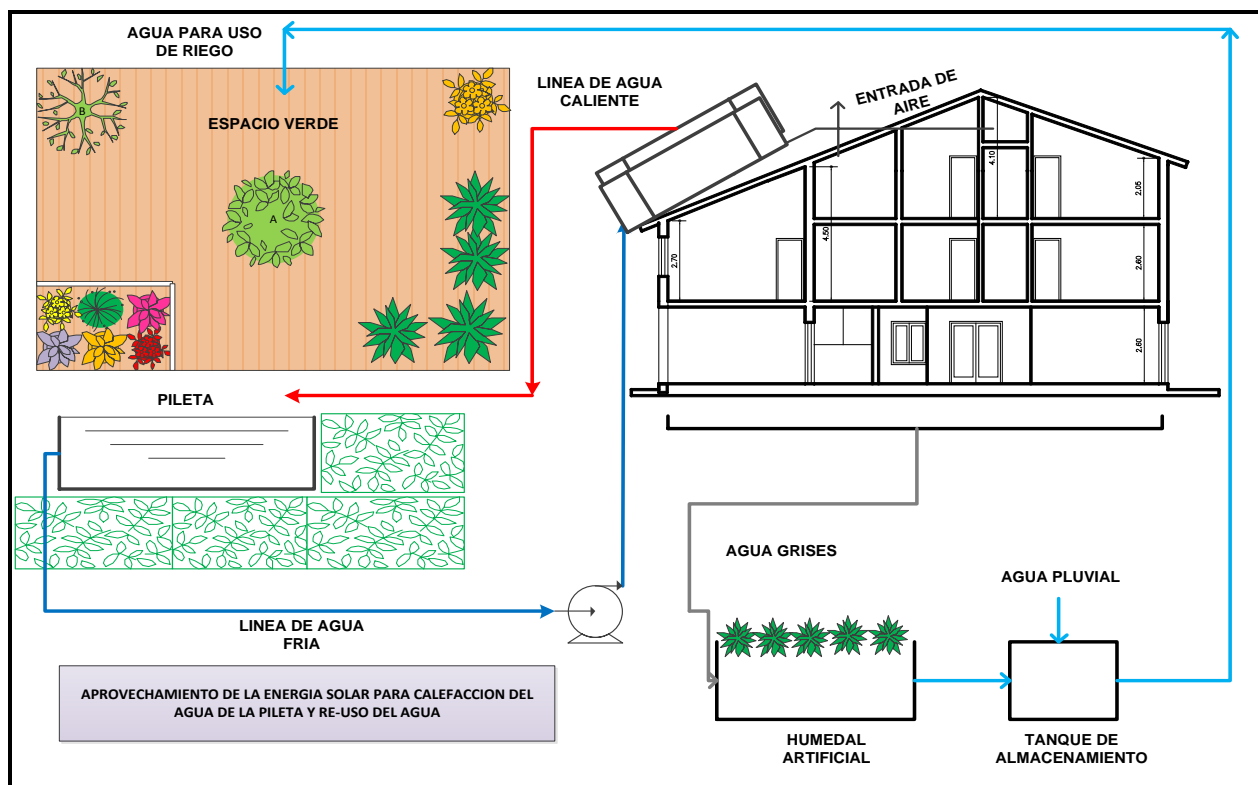 AGUA PARA USO
DE RIEGO
B
ESPACIO VERDE
A
LINEA DE AGUA
CALIENTE
ENTRADA DE
AIRE
4.10
2.05
4.50
2.70
2.60
2.60
PILETA
AGUA GRISES
AGUA PLUVIAL
LINEA DE AGUA
FRIA
APROVECHAMIENTO DE LA ENERGIA SOLAR PARA CALEFACCION DEL
AGUA DE LA PILETA Y RE-USO DEL AGUA
HUMEDAL
ARTIFICIAL
TANQUE DE
ALMACENAMIENTO